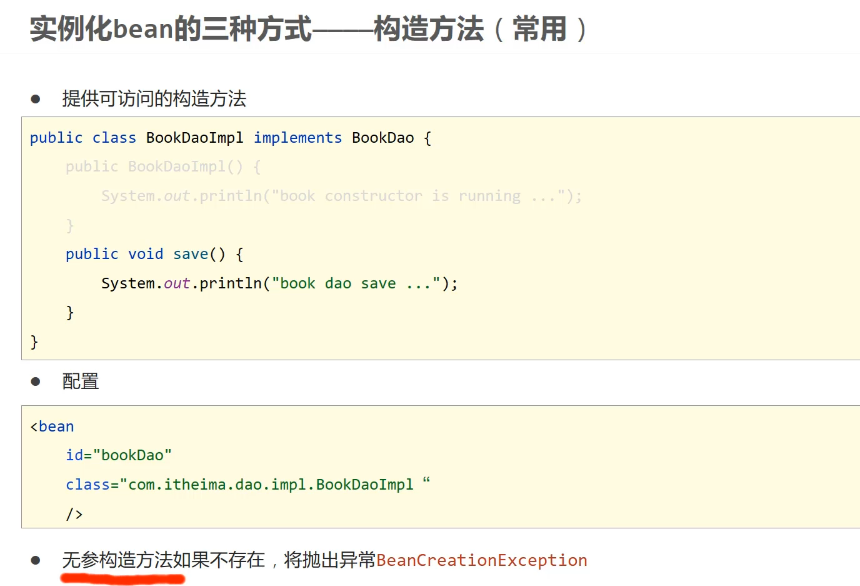 实例化bean的三种方式——构造方法（常用）
● 提供可访问的构造方法
public class BookDaoImpl implements BookDao {
public BookDaoImpl() {
System.out.println("book constructor is running ...");
}
public void save() {
System.out.println("book dao save ...");
}
}
● 配置
<bean
id="bookDao"
class="com.itheima.dao.impl.BookDaoImpl “
/>
● 无参构造方法如果不存在，将抛出异常BeanCreationException